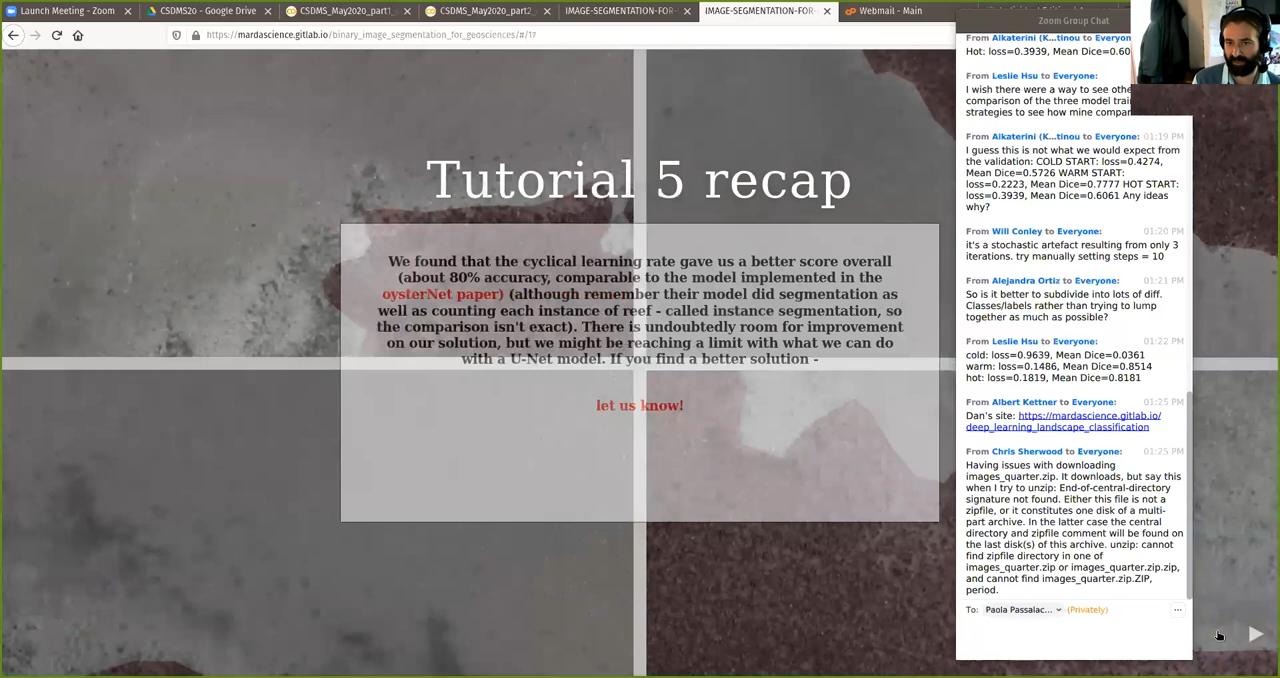 Launch Meeting - Zoom
CSDMS2o - Google Drive
CSDMS_May2020_part1
CSDMS_May2020_part2
IMAGE-SEGMENTATION-FOR-
IMAGE-SEGMENTATION-FOR-
Webmail - Main
https://mardascience.gitlab.io/binary_image_segmentation_for_geosciences/#/17
Tutorial 5 recap
We found that the cyclical learning rate gave us a better score overall
(about 80% accuracy, comparable to the model implemented in the
oysterNet paper) (although remember their model did segmentation as
well as counting each instance of reef - called instance segmentation, so
the comparison isn't exact). There is undoubtedly room for improvement
on our solution, but we might be reaching a limit with what we can do
with a U-Net model. If you find a better solution -
let us know!
Zoom Group Chat
From Alkaterini (K...tinou to Everyon
Hot: loss=0.3939, Mean Dice=0.60
From Leslie Hsu to Everyone:
I wish there were a way to see othe
comparison of the three model trai
strategies to see how mine compar
From Alkaterini (K...tinou to Everyone: 01:19 PM
I guess this is not what we would expect from
the validation: COLD START: loss=0.4274,
Mean Dice=0.5726 WARM START:
loss=0.2223, Mean Dice=0.7777 HOT START:
loss=0.3939, Mean Dice=0.6061 Any ideas
why?
From Will Conley to Everyone: 01:20 PM
it's a stochastic artefact resulting from only 3
iterations. try manually setting steps = 10
From Alejandra Ortiz to Everyone: 01:21 PM
So is it better to subdivide into lots of diff.
Classes/labels rather than trying to lump
together as much as possible?
From Leslie Hsu to Everyone: 01:22 PM
cold: loss=0.9639, Mean Dice=0.0361
warm: loss=0.1486, Mean Dice=0.8514
hot: loss=0.1819, Mean Dice=0.8181
From Albert Kettner to Everyone: 01:25 PM
Dan's site: https://mardascience.gitlab.io/
deep_learning_landscape_classification
From Chris Sherwood to Everyone: 01:25 PM
Having issues with downloading
images_quarter.zip. It downloads, but say this
when I try to unzip: End-of-central-directory
signature not found. Either this file is not a
zipfile, or it constitutes one disk of a multi-
part archive. In the latter case the central
directory and zipfile comment will be found on
the last disk(s) of this archive. unzip: cannot
find zipfile directory in one of
images_quarter.zip or images_quarter.zip.zip,
and cannot find images_quarter.zip.ZIP,
period.
To: Paola Passalac... (Privately)